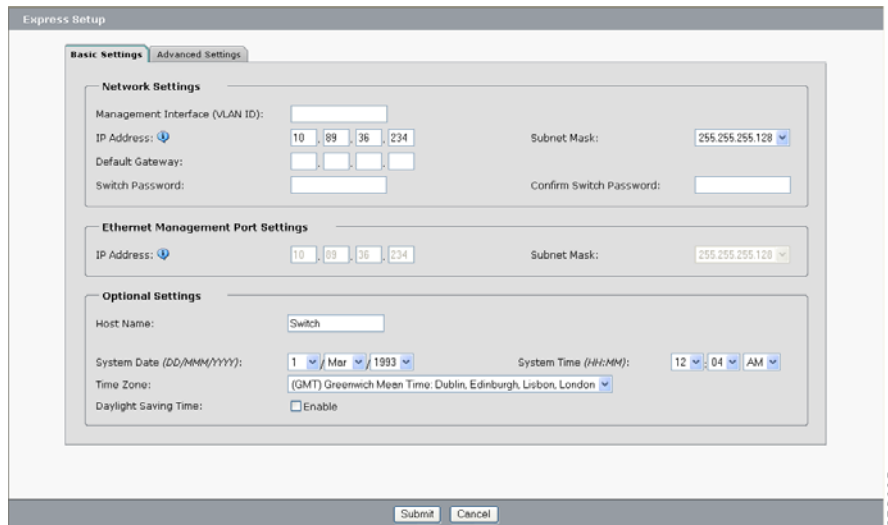 Express Setup
Basic Settings Advanced Settings
Network Settings
Management Interface (VLAN ID):
IP Address: 10 . 89 . 36 . 234 Subnet Mask: 255.255.255.128
Default Gateway: . . .
Switch Password: Confirm Switch Password:
Ethernet Management Port Settings
IP Address: 10 . 89 . 36 . 234 Subnet Mask: 255.255.255.128
Optional Settings
Host Name: Switch
System Date (DD/MMM/YYYY): 1 / Mar / 1993 System Time (HH:MM): 12 : 04 AM
Time Zone: (GMT) Greenwich Mean Time: Dublin, Edinburgh, Lisbon, London
Daylight Saving Time: Enable
Submit Cancel